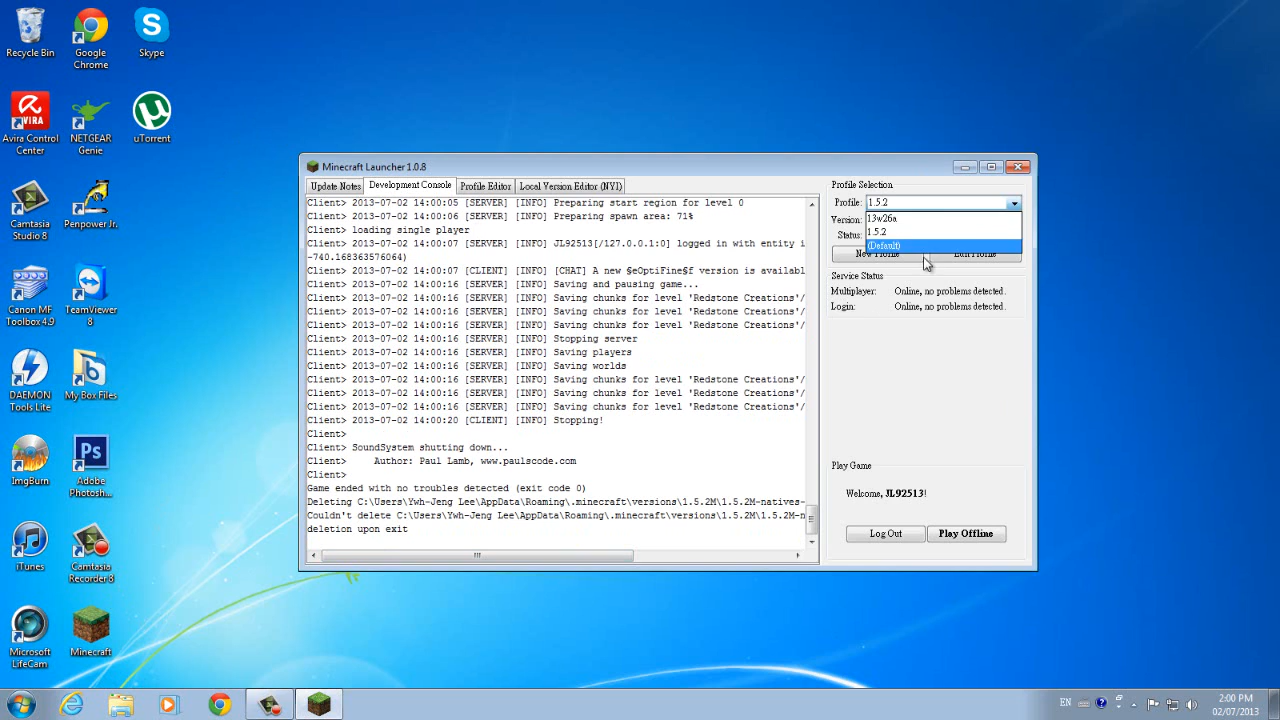 Recycle Bin
Google
Chrome
Skype
Avira Control
Center
NETGEAR
Genie
uTorrent
Camtasia
Studio 8
Penpower Jr.
Canon MF
Toolbox 4.9
TeamViewer
8
DAEMON
Tools Lite
My Box Files
ImgBurn
Adobe
Photosh...
iTunes
Camtasia
Recorder 8
Microsoft
LifeCam
Minecraft
Minecraft Launcher 1.0.8
Update Notes
Development Console
Profile Editor
Local Version Editor (NYI)
Client> 2013-07-02 14:00:05 [SERVER] [INFO] Preparing start region for level 0
Client> 2013-07-02 14:00:06 [SERVER] [INFO] Preparing spawn area: 71%
Client> loading single player
Client> 2013-07-02 14:00:07 [SERVER] [INFO] JL92513[/127.0.0.1:0] logged in with entity i
-740.168363576064)
Client> 2013-07-02 14:00:07 [CLIENT] [INFO] [CHAT] A new §eOptiFine§f version is availabl
Client> 2013-07-02 14:00:16 [SERVER] [INFO] Saving and pausing game...
Client> 2013-07-02 14:00:16 [SERVER] [INFO] Saving chunks for level 'Redstone Creations'/
Client> 2013-07-02 14:00:16 [SERVER] [INFO] Saving chunks for level 'Redstone Creations'/
Client> 2013-07-02 14:00:16 [SERVER] [INFO] Saving chunks for level 'Redstone Creations'/
Client> 2013-07-02 14:00:16 [SERVER] [INFO] Stopping server
Client> 2013-07-02 14:00:16 [SERVER] [INFO] Saving players
Client> 2013-07-02 14:00:16 [SERVER] [INFO] Saving worlds
Client> 2013-07-02 14:00:16 [SERVER] [INFO] Saving chunks for level 'Redstone Creations'/
Client> 2013-07-02 14:00:16 [SERVER] [INFO] Saving chunks for level 'Redstone Creations'/
Client> 2013-07-02 14:00:16 [SERVER] [INFO] Saving chunks for level 'Redstone Creations'/
Client> 2013-07-02 14:00:20 [CLIENT] [INFO] Stopping!
Client>
Client> SoundSystem shutting down...
Client>    Author: Paul Lamb, www.paulscode.com
Client>
Game ended with no troubles detected (exit code 0)
Deleting C:\Users\Ywh-Jeng Lee\AppData\Roaming\.minecraft\versions\1.5.2M\1.5.2M-natives-
Couldn't delete C:\Users\Ywh-Jeng Lee\AppData\Roaming\.minecraft\versions\1.5.2M\1.5.2M-n
deletion upon exit
Profile Selection
Profile: 1.5.2
Version:
13w26a
Status:
1.5.2
(Default)
New Profile
Edit Profile
Service Status
Multiplayer: Online, no problems detected.
Login: Online, no problems detected.
Play Game
Welcome, JL92513!
Log Out
Play Offline
EN
2:00 PM
02/07/2013